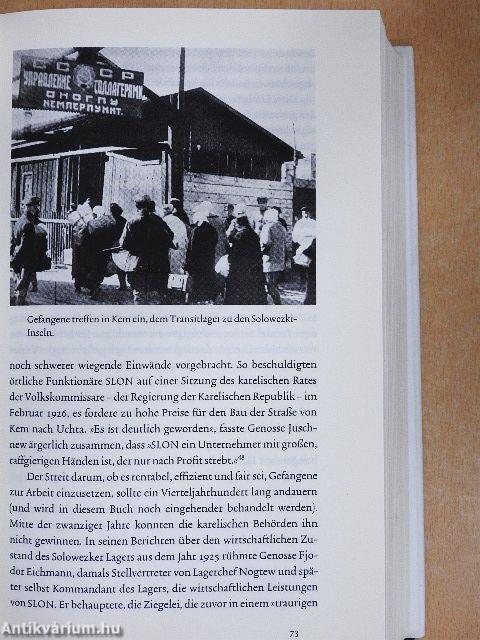 СССР
УПРАВЛЕНИЕ СОЛЛАГЕРЯМИ
ОНОГПУ
КЕМПЕРПУНКТ.
Gefangene treffen in Kem ein, dem Transitlager zu den Solowezki-
Inseln.
noch schwerer wiegende Einwände vorgebracht. So beschuldigten
örtliche Funktionäre SLON auf einer Sitzung des karelischen Rates
der Volkskommissare – der Regierung der Karelischen Republik – im
Februar 1926, es fordere zu hohe Preise für den Bau der Straße von
Kem nach Uchta. »Es ist deutlich geworden«, fasste Genosse Jusch-
new ärgerlich zusammen, dass »SLON ein Unternehmer mit großen,
raffgierigen Händen ist, der nur nach Profit strebt.«48
Der Streit darum, ob es rentabel, effizient und fair sei, Gefangene
zur Arbeit einzusetzen, sollte ein Vierteljahrhundert lang andauern
(und wird in diesem Buch noch eingehender behandelt werden).
Mitte der zwanziger Jahre konnten die karelischen Behörden ihn
nicht gewinnen. In seinen Berichten über den wirtschaftlichen Zu-
stand des Solowezker Lagers aus dem Jahr 1925 rühmte Genosse Fjo-
dor Eichmann, damals Stellvertreter von Lagerchef Nogtew und spä-
ter selbst Kommandant des Lagers, die wirtschaftlichen Leistungen
von SLON. Er behauptete, die Ziegelei, die zuvor in einem »traurigen
73
© Antikvárium.hu